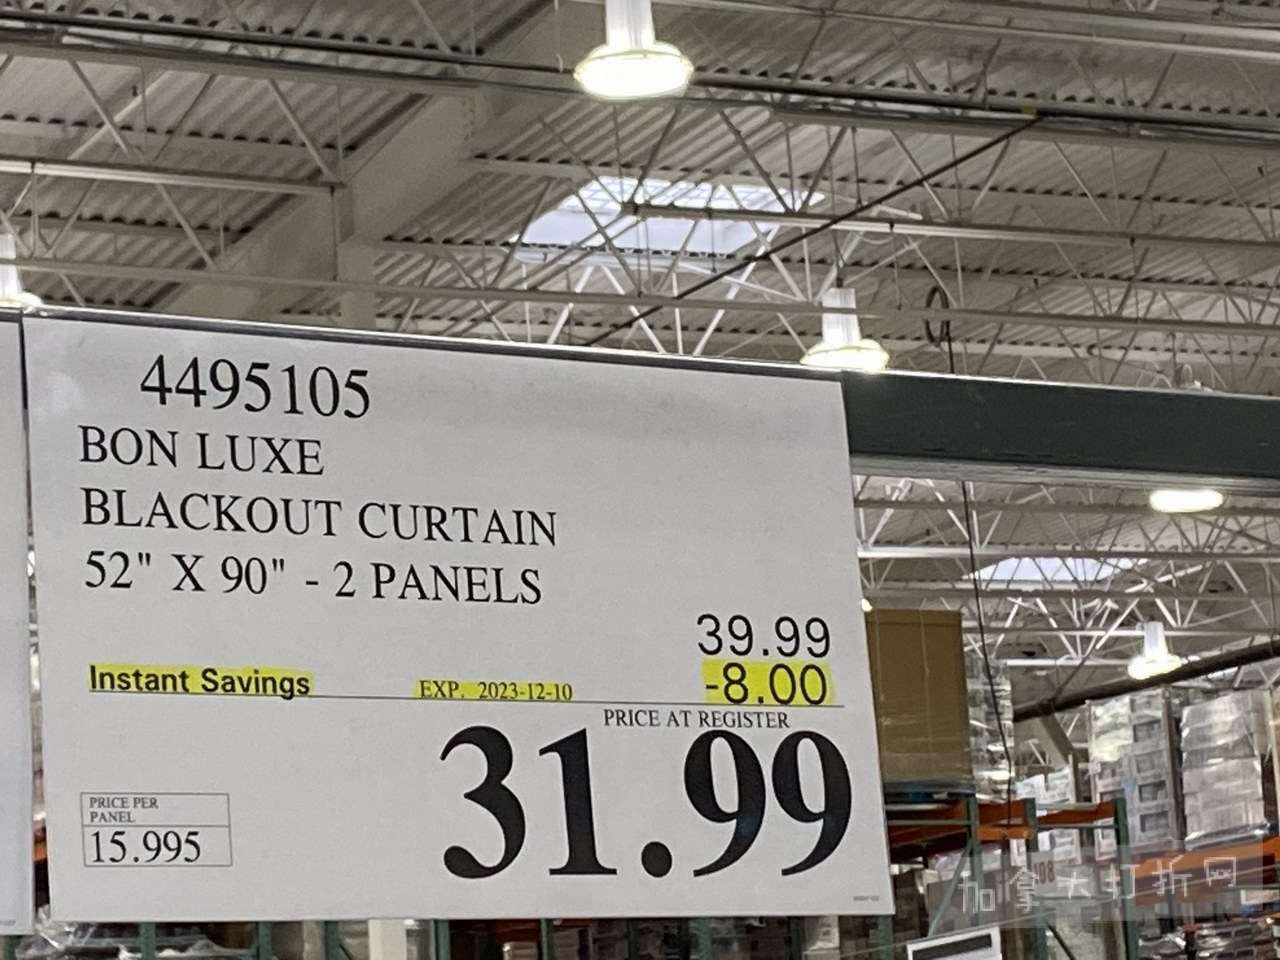 4495105
BON LUXE
BLACKOUT CURTAIN
52" X 90" - 2 PANELS
39.99
Instant Savings EXP. 2023-12-10 -8.00
PRICE AT REGISTER
31.99
PRICE PER
PANEL
15.995
加拿大打折网